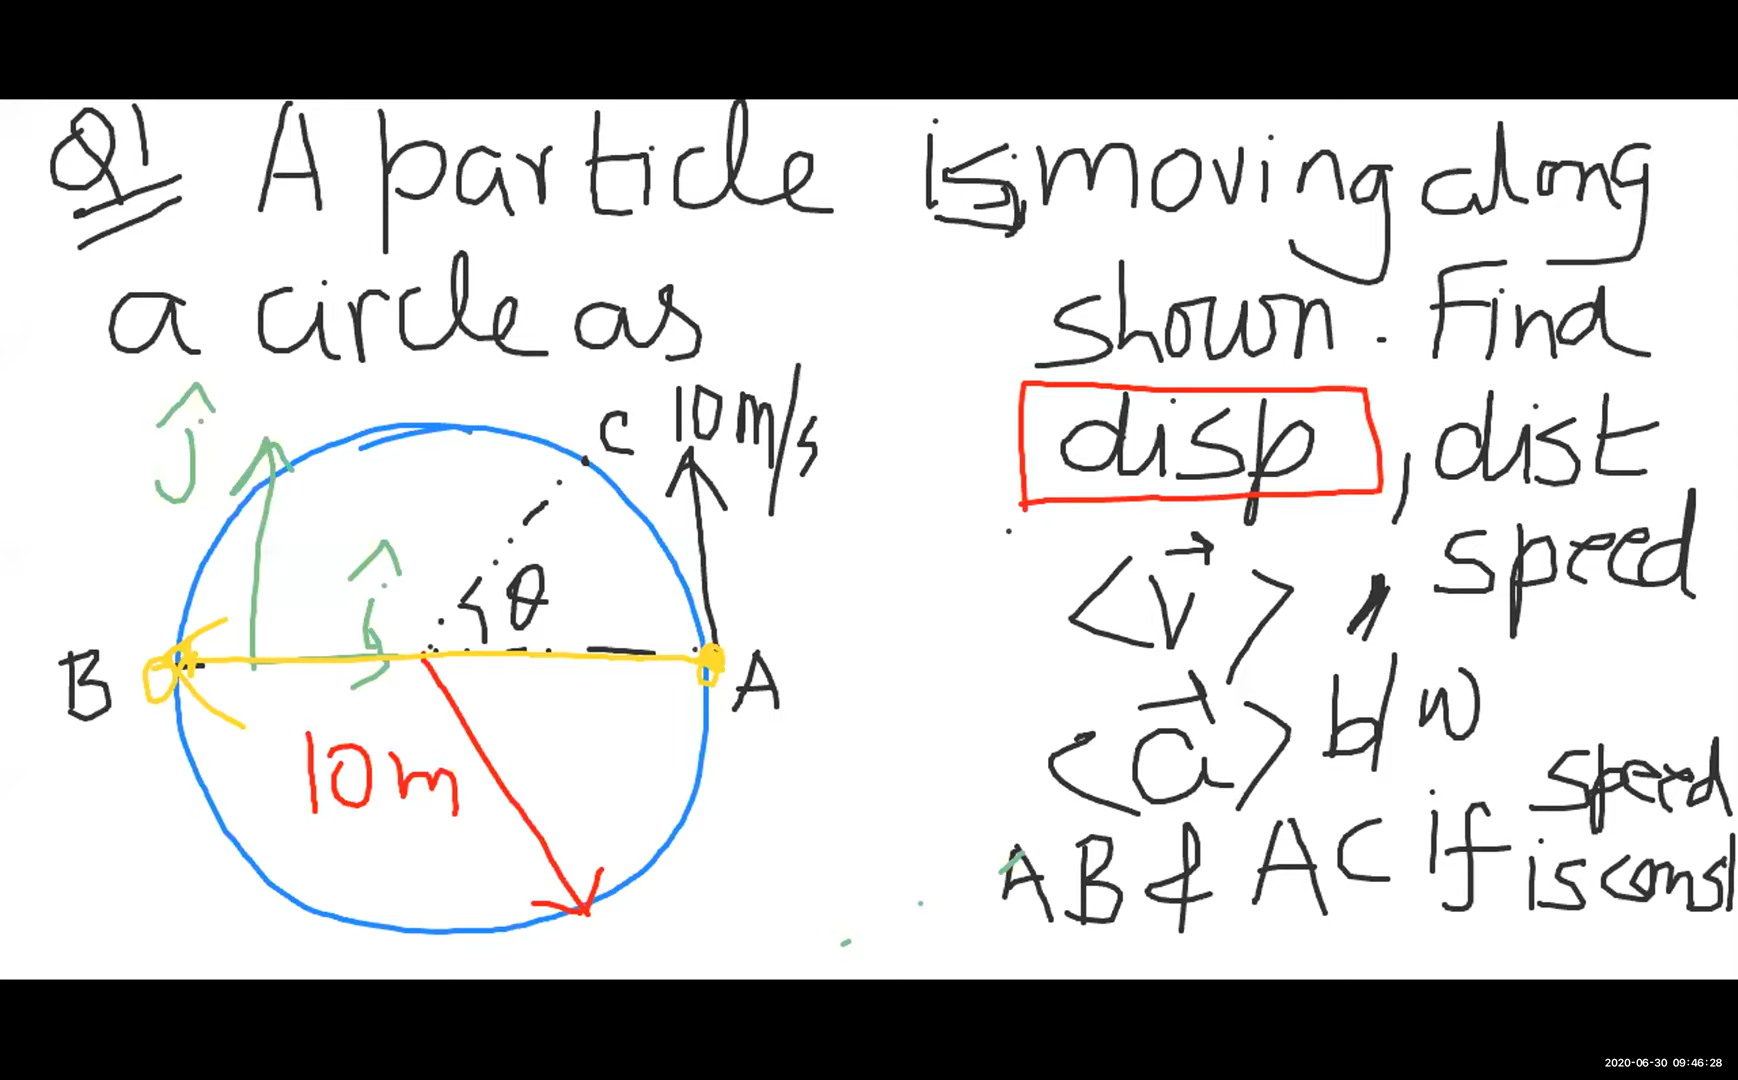 Q1 A particle is moving along
a circle as shown. Find
disp, dist
<v⃗>, speed
<a⃗> b/w
AB & AC if speed is const
ĵ
î
C
10m/s
θ
B
A
10m
2020-06-30 09:46:28